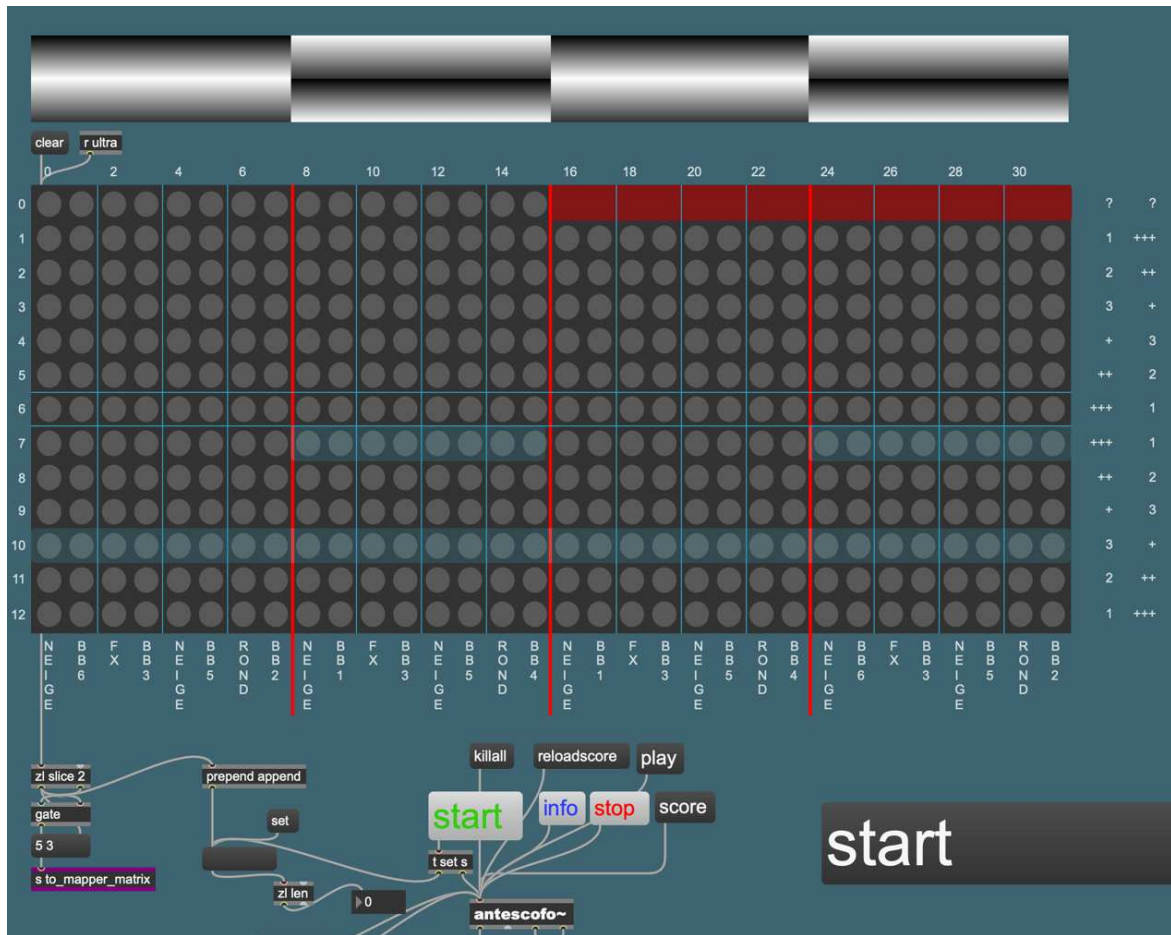 clear
r ultra
0 2 4 6 8 10 12 14 16 18 20 22 24 26 28 30
0 ? ?
1 1 +++
2 2 ++
3 3 +
4 + 3
5 ++ 2
6 +++ 1
7 +++ 1
8 ++ 2
9 + 3
10 3 +
11 2 ++
12 1 +++
NEIGE BB6 FX BB3 NEIGE BB5 ROND BB2 NEIGE BB1 FX BB3 NEIGE BB5 ROND BB4 NEIGE BB1 FX BB3 NEIGE BB5 ROND BB4 NEIGE BB6 FX BB3 NEIGE BB5 ROND BB2
killall
reloadscore
play
zl slice 2
prepend append
start
info
stop
score
gate
set
start
5 3
t set s
s to_mapper_matrix
zl len
0
antescofo~